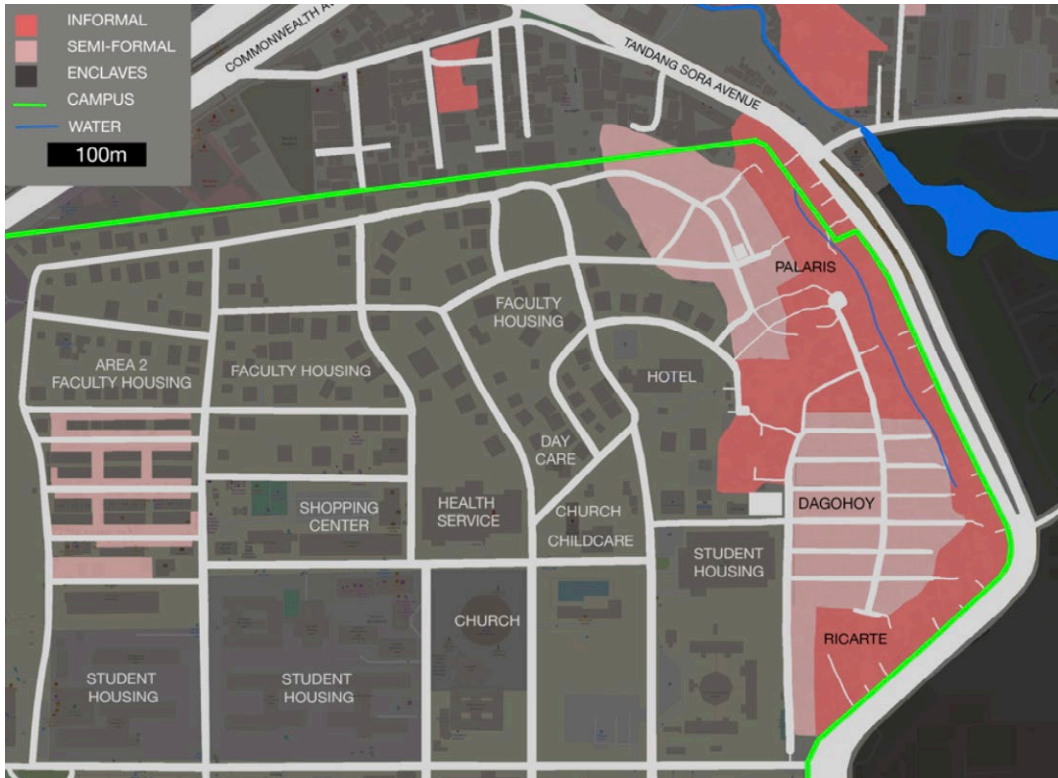 INFORMAL
SEMI-FORMAL
ENCLAVES
CAMPUS
WATER
100m
COMMONWEALTH
TANDANG SORA AVENUE
PALARIS
FACULTY
HOUSING
AREA 2
FACULTY HOUSING
FACULTY HOUSING
HOTEL
DAY
CARE
SHOPPING
CENTER
HEALTH
SERVICE
CHURCH
CHILDCARE
DAGOHOY
STUDENT
HOUSING
CHURCH
RICARTE
STUDENT
HOUSING
STUDENT
HOUSING